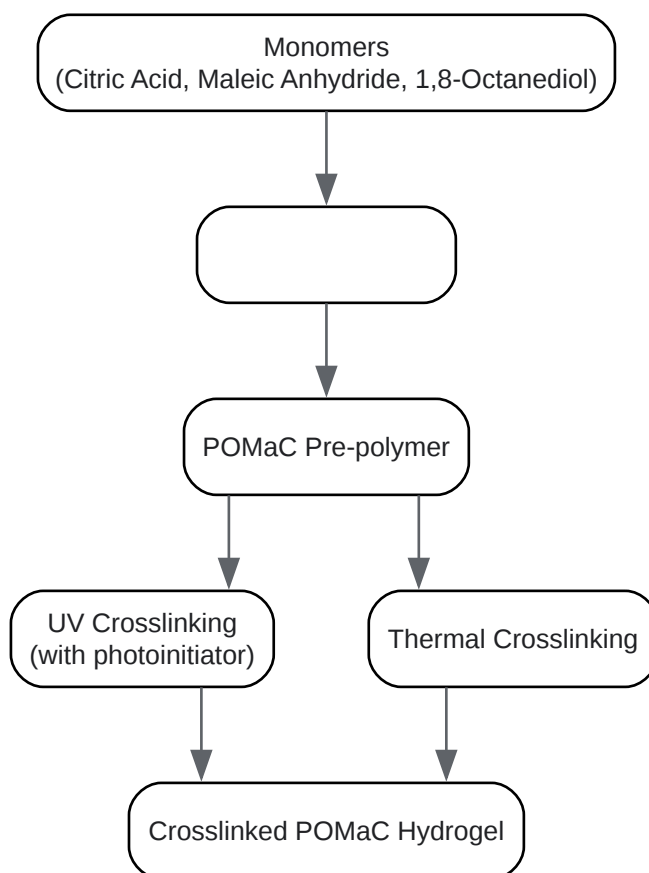 Monomers
(Citric Acid, Maleic Anhydride, 1,8-Octanediol)
POMaC Pre-polymer
UV Crosslinking
(with photoinitiator)
Thermal Crosslinking
Crosslinked POMaC Hydrogel